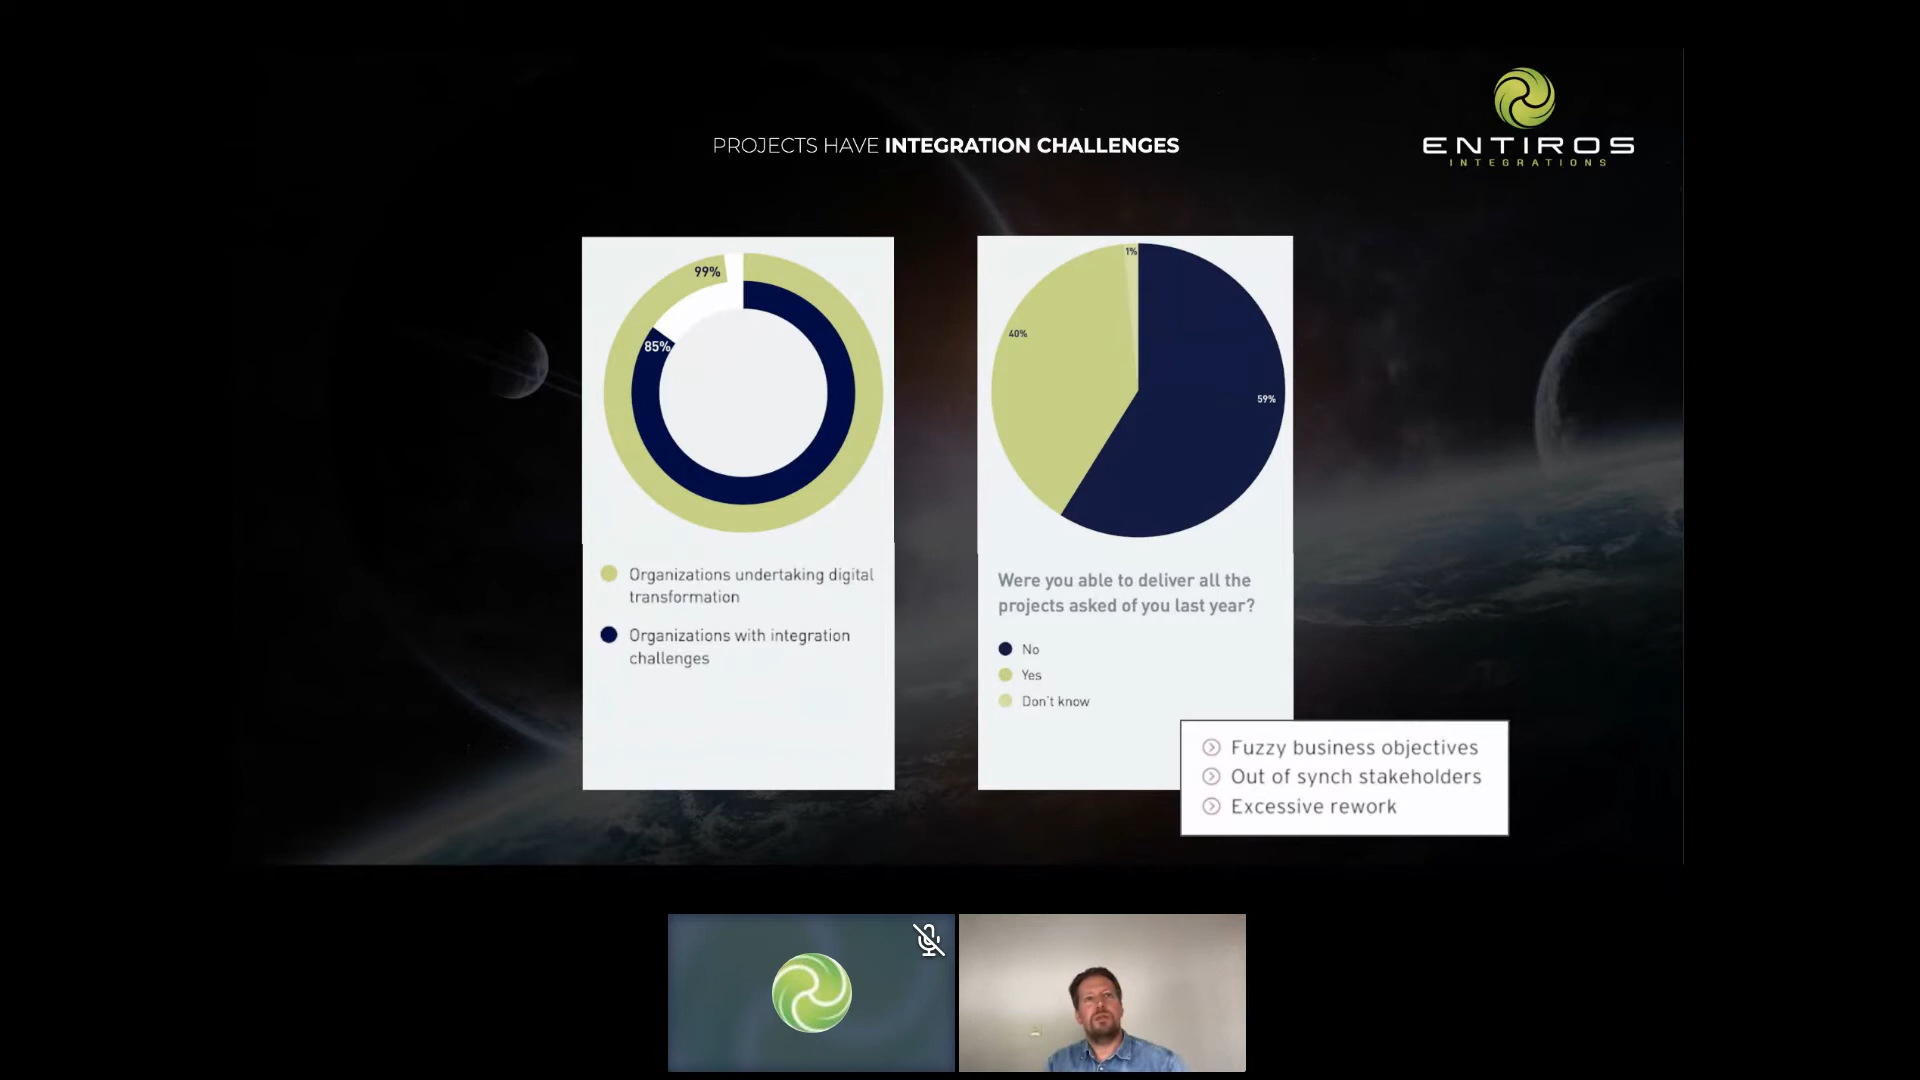 PROJECTS HAVE INTEGRATION CHALLENGES
ENTIROS
INTEGRATIONS
99%
85%
Organizations undertaking digital
transformation
Organizations with integration
challenges
1%
40%
59%
Were you able to deliver all the
projects asked of you last year?
No
Yes
Don't know
Fuzzy business objectives
Out of synch stakeholders
Excessive rework